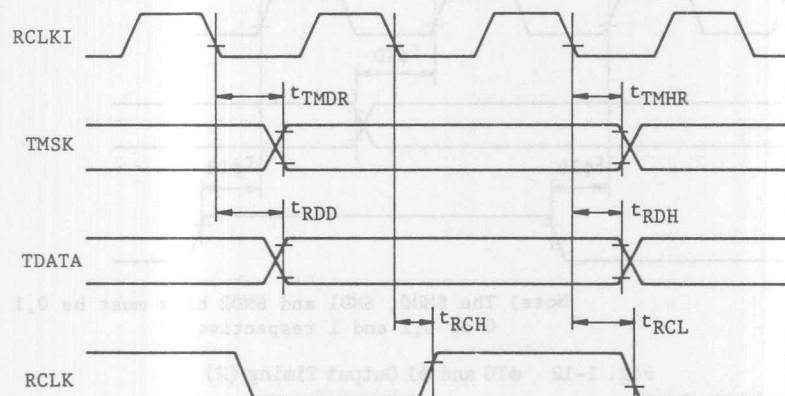 RCLKI
tTMDR
tTMHR
TMSK
tRDD
tRDH
TDATA
tRCH
tRCL
RCLK